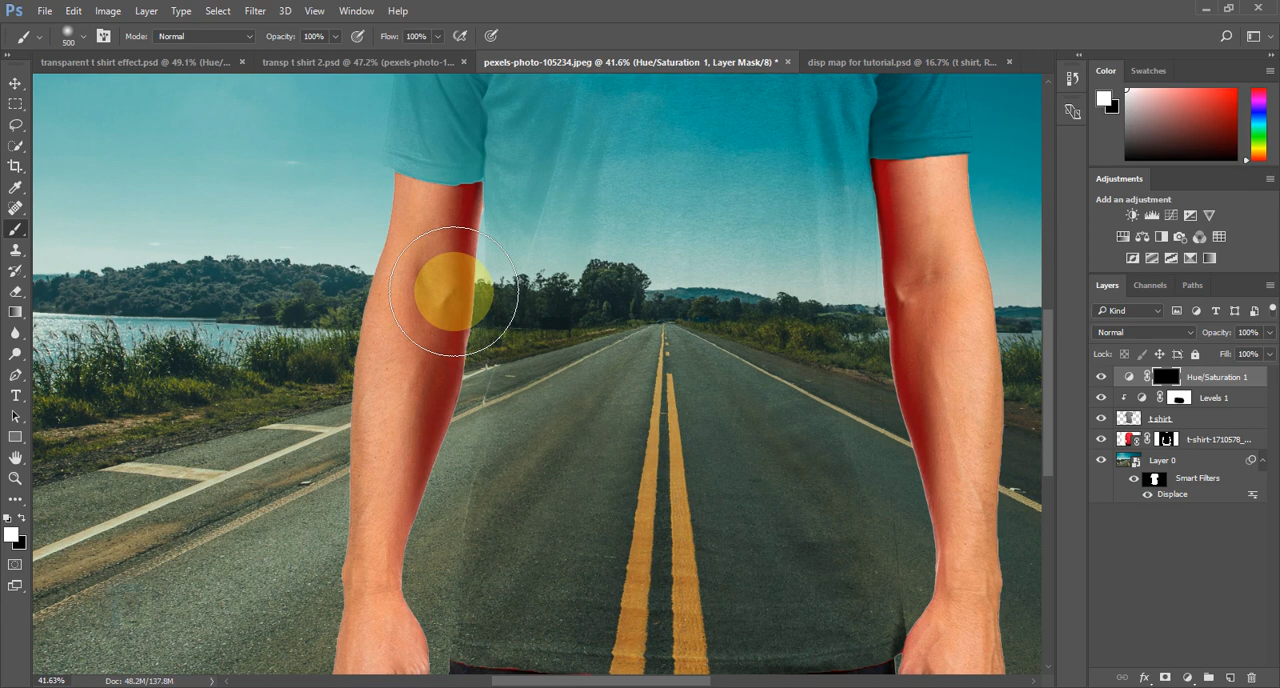 Ps File Edit Image Layer Type Select Filter 3D View Window Help
500 Mode: Normal Opacity: 100% Flow: 100%
transparent t shirt effect.psd @ 49.1% (Hue/... × transp t shirt 2.psd @ 47.2% (pexels-photo-1... × pexels-photo-105234.jpeg @ 41.6% (Hue/Saturation 1, Layer Mask/8) * × disp map for tutorial.psd @ 16.7% (t shirt, R... ×
Color Swatches
Adjustments
Add an adjustment
Layers Channels Paths
Kind
Normal Opacity: 100%
Lock: Fill: 100%
Hue/Saturation 1
Levels 1
t shirt
t-shirt-1710578_...
Layer 0
Smart Filters
Displace
41.63% Doc: 48.2M/137.8M